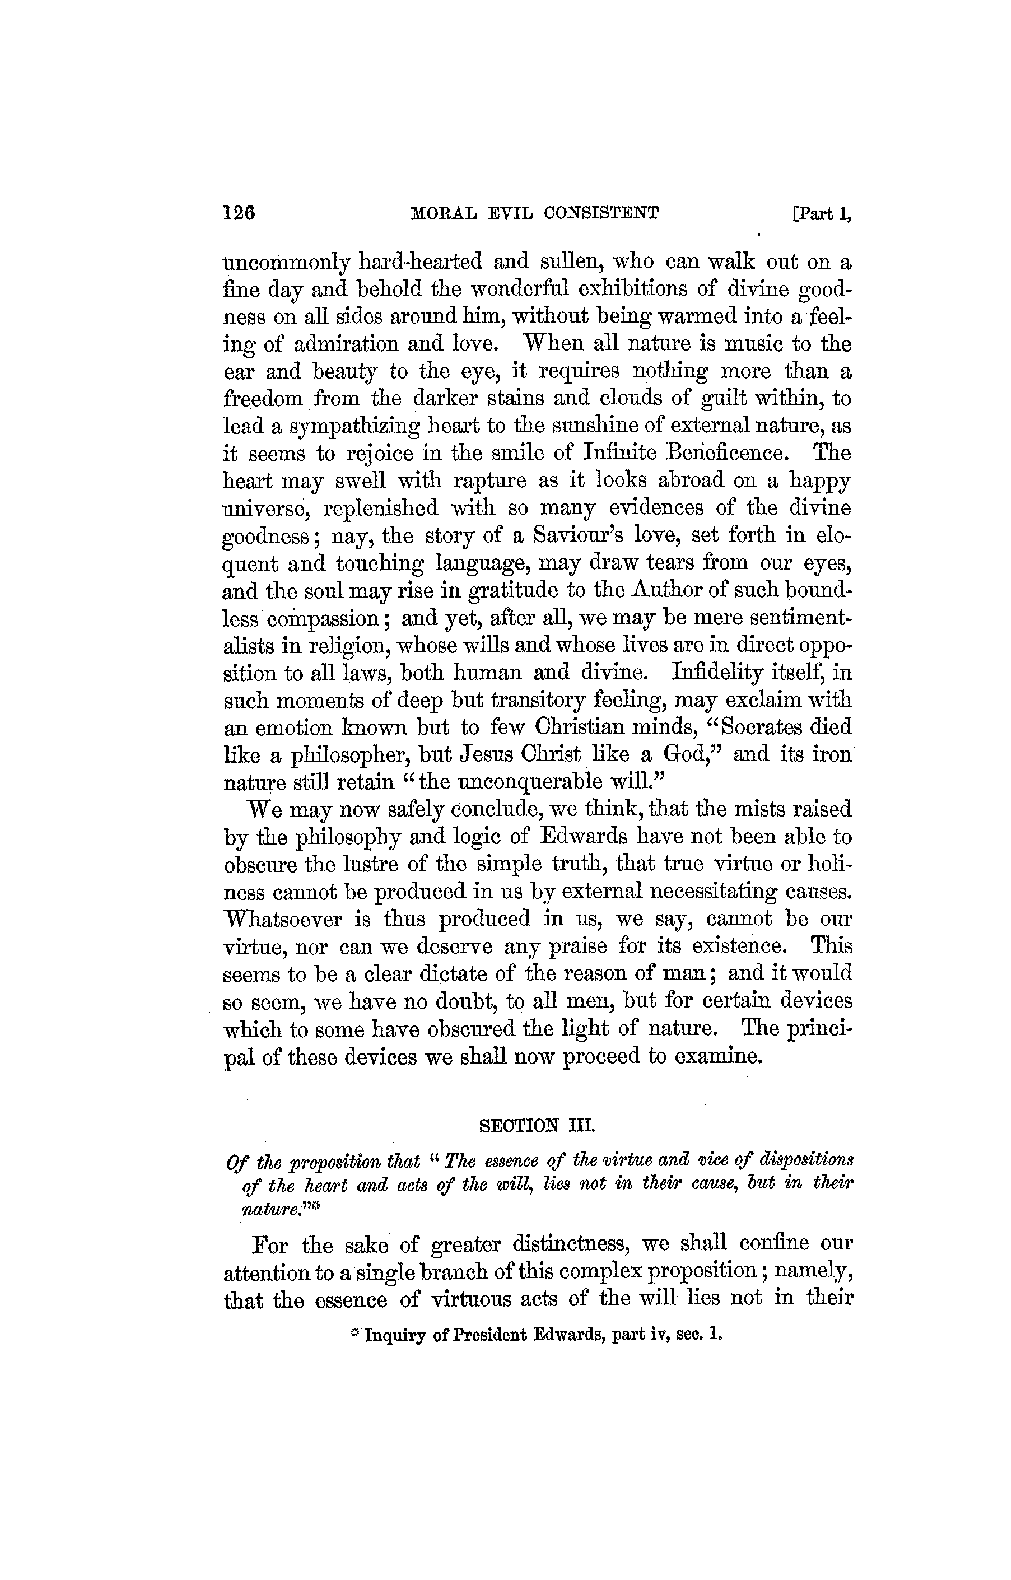 126 MORAL EVIL CONSISTENT [Part 1,
uncommonly hard-hearted and sullen, who can walk out on a
fine day and behold the wonderful exhibitions of divine good-
ness on all sides around him, without being warmed into a feel-
ing of admiration and love. When all nature is music to the
ear and beauty to the eye, it requires nothing more than a
freedom from the darker stains and clouds of guilt within, to
lead a sympathizing heart to the sunshine of external nature, as
it seems to rejoice in the smile of Infinite Beneficence. The
heart may swell with rapture as it looks abroad on a happy
universe, replenished with so many evidences of the divine
goodness; nay, the story of a Saviour's love, set forth in elo-
quent and touching language, may draw tears from our eyes,
and the soul may rise in gratitude to the Author of such bound-
less compassion; and yet, after all, we may be mere sentiment-
alists in religion, whose wills and whose lives are in direct oppo-
sition to all laws, both human and divine. Infidelity itself, in
such moments of deep but transitory feeling, may exclaim with
an emotion known but to few Christian minds, "Socrates died
like a philosopher, but Jesus Christ like a God," and its iron
nature still retain "the unconquerable will."
We may now safely conclude, we think, that the mists raised
by the philosophy and logic of Edwards have not been able to
obscure the lustre of the simple truth, that true virtue or holi-
ness cannot be produced in us by external necessitating causes.
Whatsoever is thus produced in us, we say, cannot be our
virtue, nor can we deserve any praise for its existence. This
seems to be a clear dictate of the reason of man; and it would
so seem, we have no doubt, to all men, but for certain devices
which to some have obscured the light of nature. The princi-
pal of these devices we shall now proceed to examine.
SECTION III.
Of the proposition that "The essence of the virtue and vice of dispositions
of the heart and acts of the will, lies not in their cause, but in their
nature."*
For the sake of greater distinctness, we shall confine our
attention to a single branch of this complex proposition; namely,
that the essence of virtuous acts of the will lies not in their
* Inquiry of President Edwards, part iv, sec. 1.